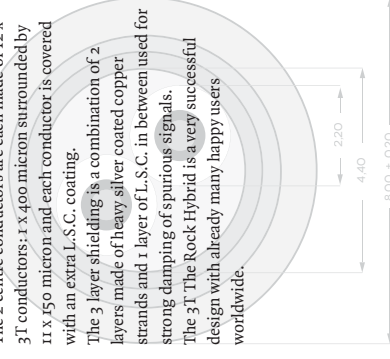 3T conductors: 1 x 400 micron surrounded by
11 x 150 micron and each conductor is covered
with an extra L.S.C. coating.
The 3 layer shielding is a combination of 2
layers made of heavy silver coated copper
strands and 1 layer of L.S.C. in between used for
strong damping of spurious signals.
The 3T The Rock Hybrid is a very successful
design with already many happy users
worldwide.
2,20
4,40